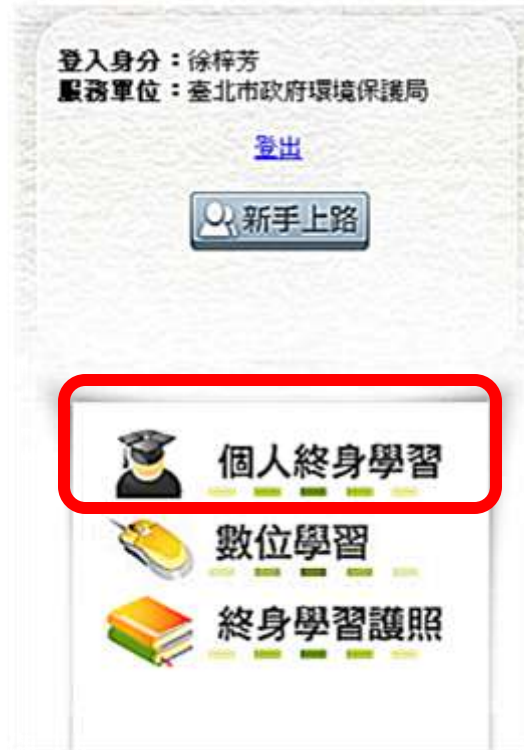 登入身分：徐梓芳
服務單位：臺北市政府環境保護局
登出
新手上路
個人終身學習
數位學習
終身學習護照